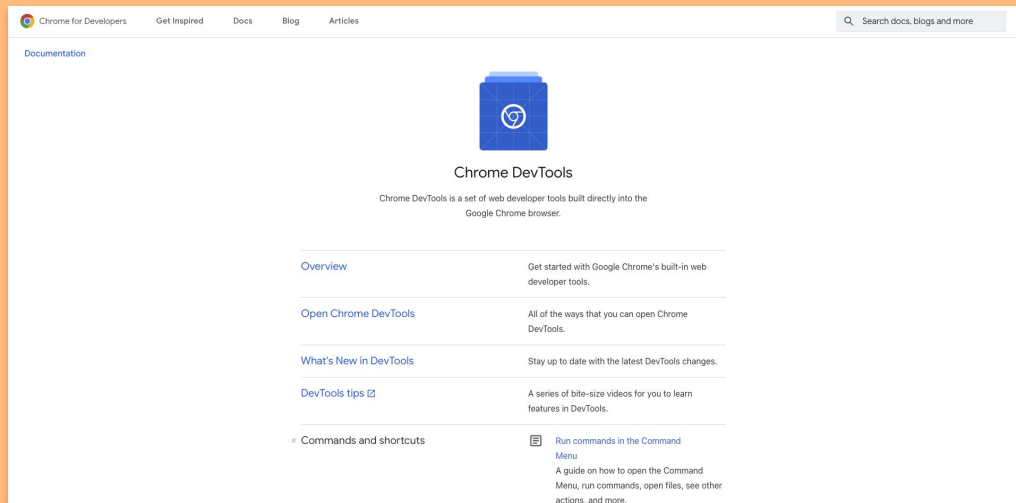 Chrome for Developers Get Inspired Docs Blog Articles Search docs, blogs and more
Documentation
Chrome DevTools
Chrome DevTools is a set of web developer tools built directly into the
Google Chrome browser.
Overview
Get started with Google Chrome's built-in web
developer tools.
Open Chrome DevTools
All of the ways that you can open Chrome
DevTools.
What's New in DevTools
Stay up to date with the latest DevTools changes.
DevTools tips
A series of bite-size videos for you to learn
features in DevTools.
# Commands and shortcuts
Run commands in the Command
Menu
A guide on how to open the Command
Menu, run commands, open files, see other
actions, and more.